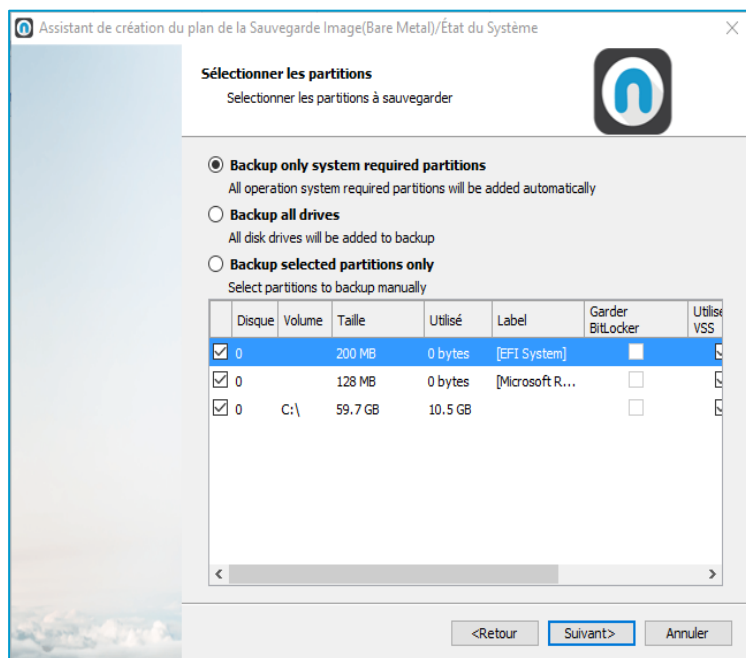 Assistant de création du plan de la Sauvegarde Image(Bare Metal)/État du Système
Sélectionner les partitions
Selectionner les partitions à sauvegarder
Backup only system required partitions
All operation system required partitions will be added automatically
Backup all drives
All disk drives will be added to backup
Backup selected partitions only
Select partitions to backup manually
Disque Volume Taille Utilisé Label Garder BitLocker Utilise VSS
0 200 MB 0 bytes [EFI System]
0 128 MB 0 bytes [Microsoft R...
0 C:\ 59.7 GB 10.5 GB
<Retour Suivant> Annuler